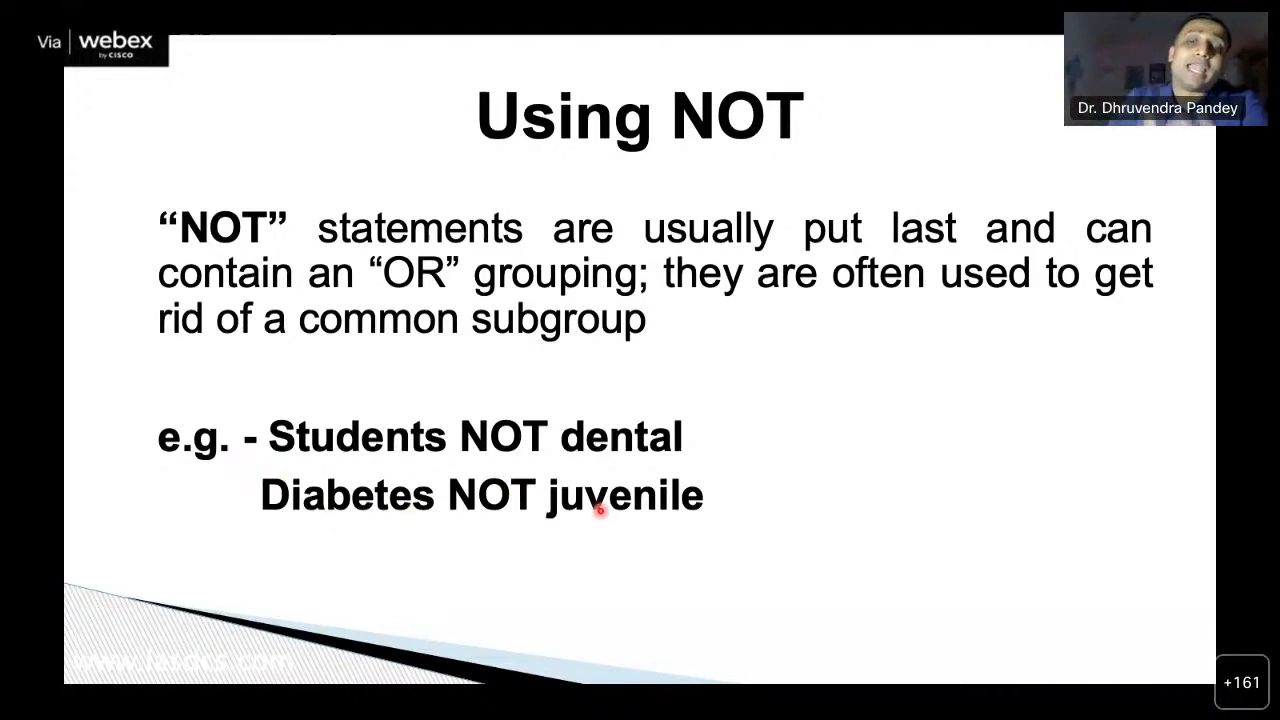 Via | webex
by CISCO
Dr. Dhruvendra Pandey
Using NOT
“NOT” statements are usually put last and can
contain an “OR” grouping; they are often used to get
rid of a common subgroup
e.g. - Students NOT dental
Diabetes NOT juvenile
+161